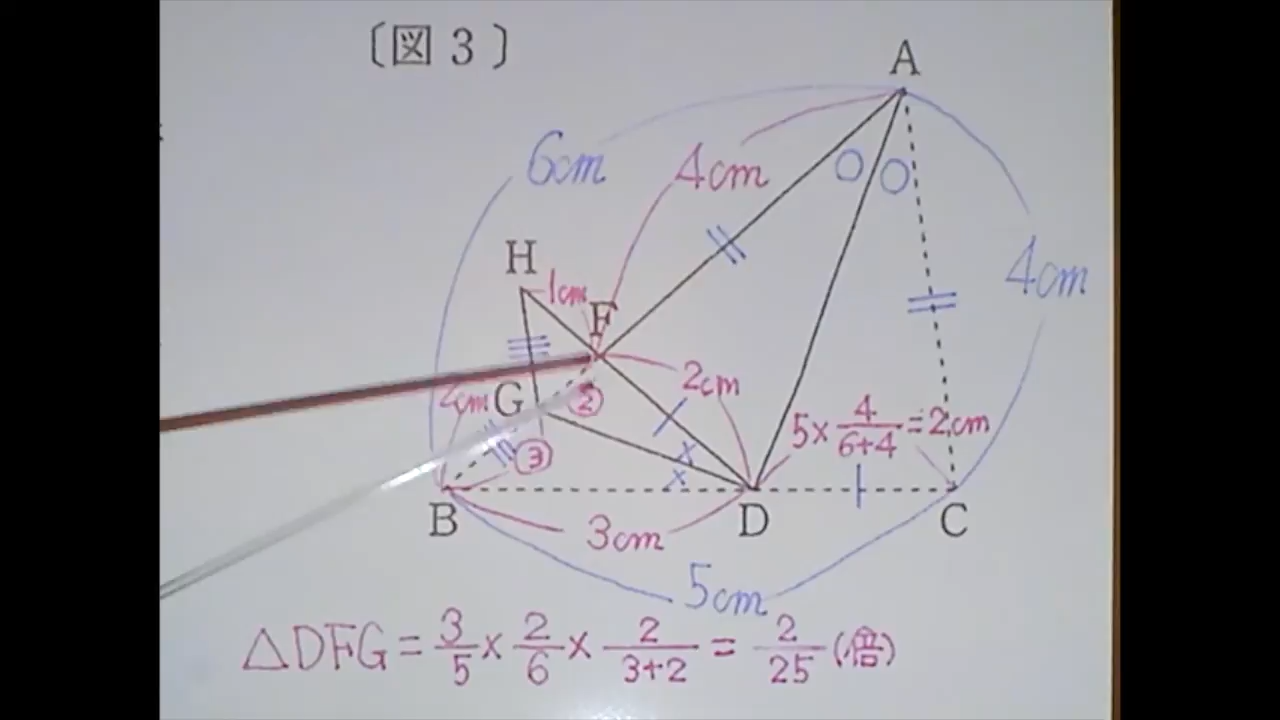 〔図3〕
A
6cm
4cm
○ ○
H
1cm
4cm
F
2cm
2cm
G
②
5×4/6+4=2cm
③
× ×
B
D
C
3cm
5cm
△DFG=3/5×2/6×2/3+2=2/25(倍)